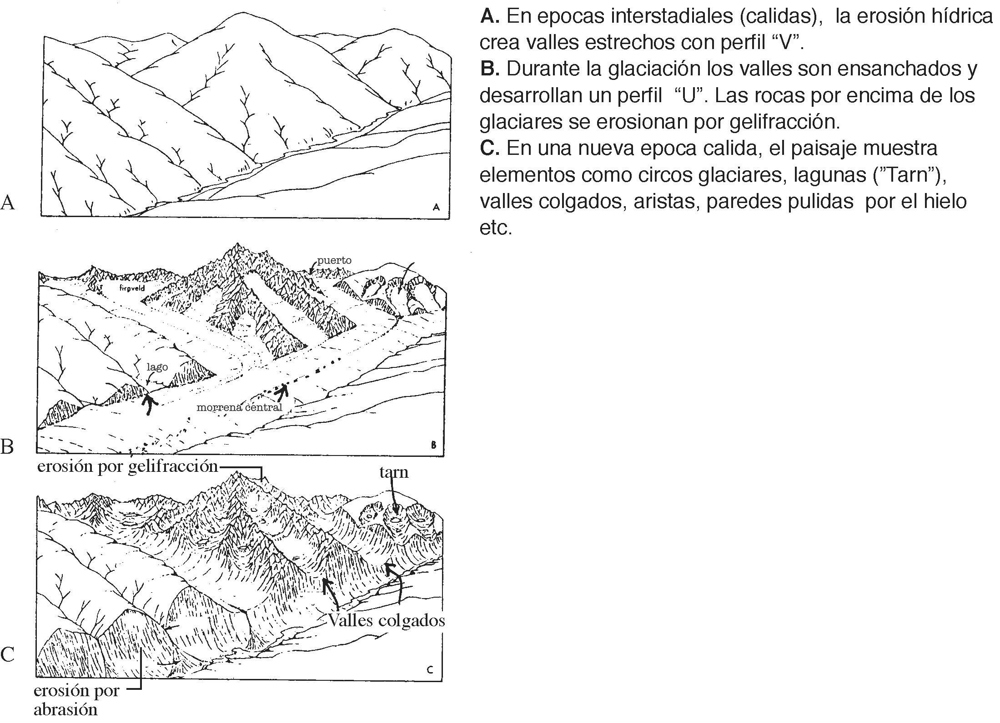 A. En epocas interstadiales (calidas),  la erosión hídrica
crea valles estrechos con perfil “V”.
B. Durante la glaciación los valles son ensanchados y
desarrollan un perfil  “U”. Las rocas por encima de los
glaciares se erosionan por gelifracción.
C. En una nueva epoca calida, el paisaje muestra
elementos como circos glaciares, lagunas (”Tarn”),
valles colgados, aristas, paredes pulidas  por el hielo
etc.
A
A
puerto
firnveld
lago
morrena central
B
B
erosión por gelifracción
tarn
Valles colgados
C
C
erosión por
abrasión